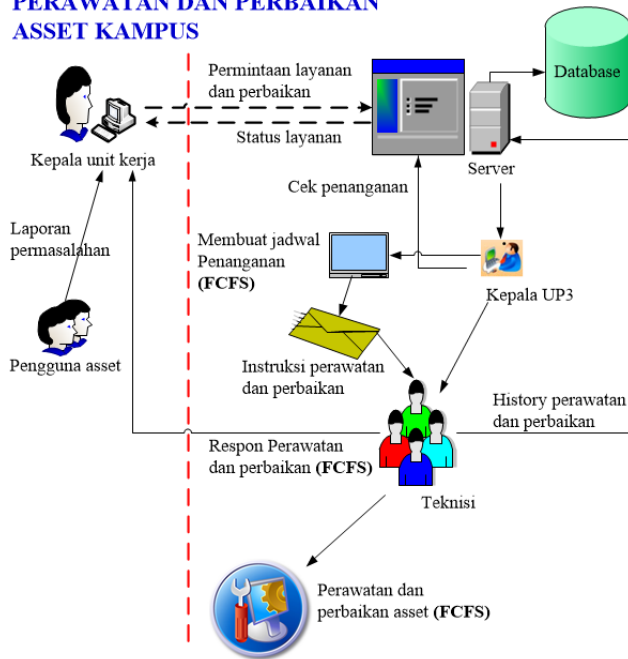 PERAWATAN DAN PERBAIKAN
ASSET KAMPUS
Permintaan layanan
dan perbaikan
Status layanan
Database
Kepala unit kerja
Server
Cek penanganan
Laporan
permasalahan
Membuat jadwal
Penanganan
(FCFS)
Kepala UP3
Pengguna asset
Instruksi perawatan
dan perbaikan
History perawatan
dan perbaikan
Respon Perawatan
dan perbaikan (FCFS)
Teknisi
Perawatan dan
perbaikan asset (FCFS)